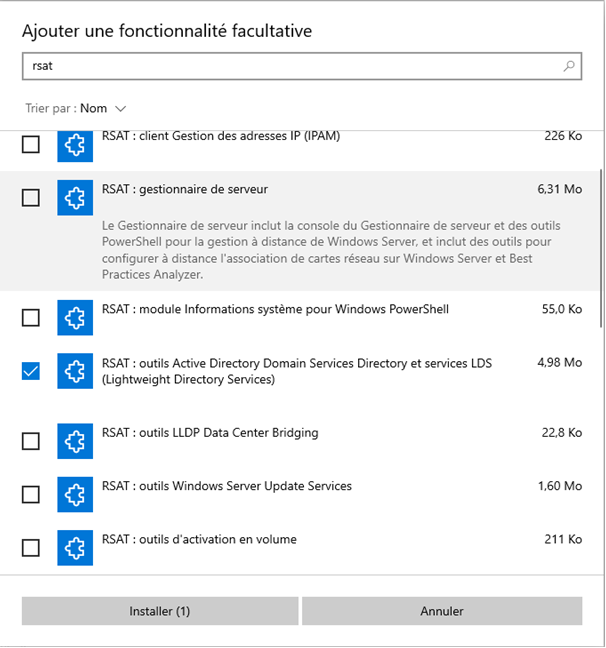 Ajouter une fonctionnalité facultative
rsat
Trier par : Nom
RSAT : client Gestion des adresses IP (IPAM) 226 Ko
RSAT : gestionnaire de serveur 6,31 Mo
Le Gestionnaire de serveur inclut la console du Gestionnaire de serveur et des outils
PowerShell pour la gestion à distance de Windows Server, et inclut des outils pour
configurer à distance l'association de cartes réseau sur Windows Server et Best
Practices Analyzer.
RSAT : module Informations système pour Windows PowerShell 55,0 Ko
RSAT : outils Active Directory Domain Services Directory et services LDS 4,98 Mo
(Lightweight Directory Services)
RSAT : outils LLDP Data Center Bridging 22,8 Ko
RSAT : outils Windows Server Update Services 1,60 Mo
RSAT : outils d'activation en volume 211 Ko
Installer (1) Annuler